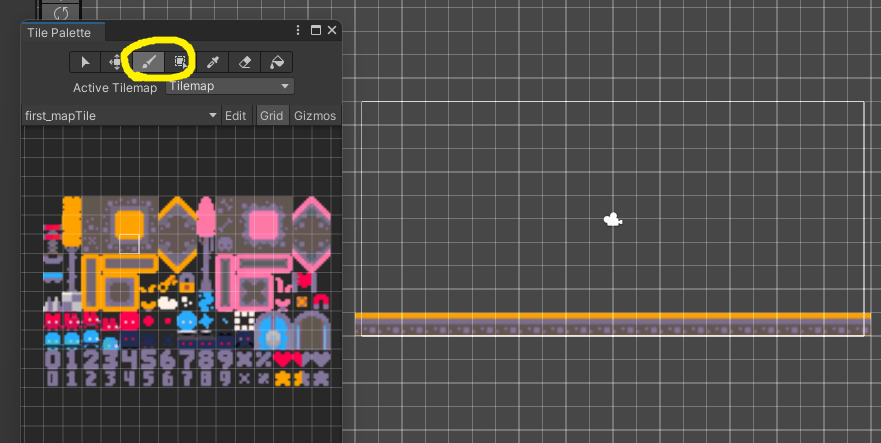 Tile Palette
Active Tilemap Tilemap
first_mapTile Edit Grid Gizmos
0 1 2 3 4 5 6 7 8 9
0 1 2 3 4 5 6 7 8 9